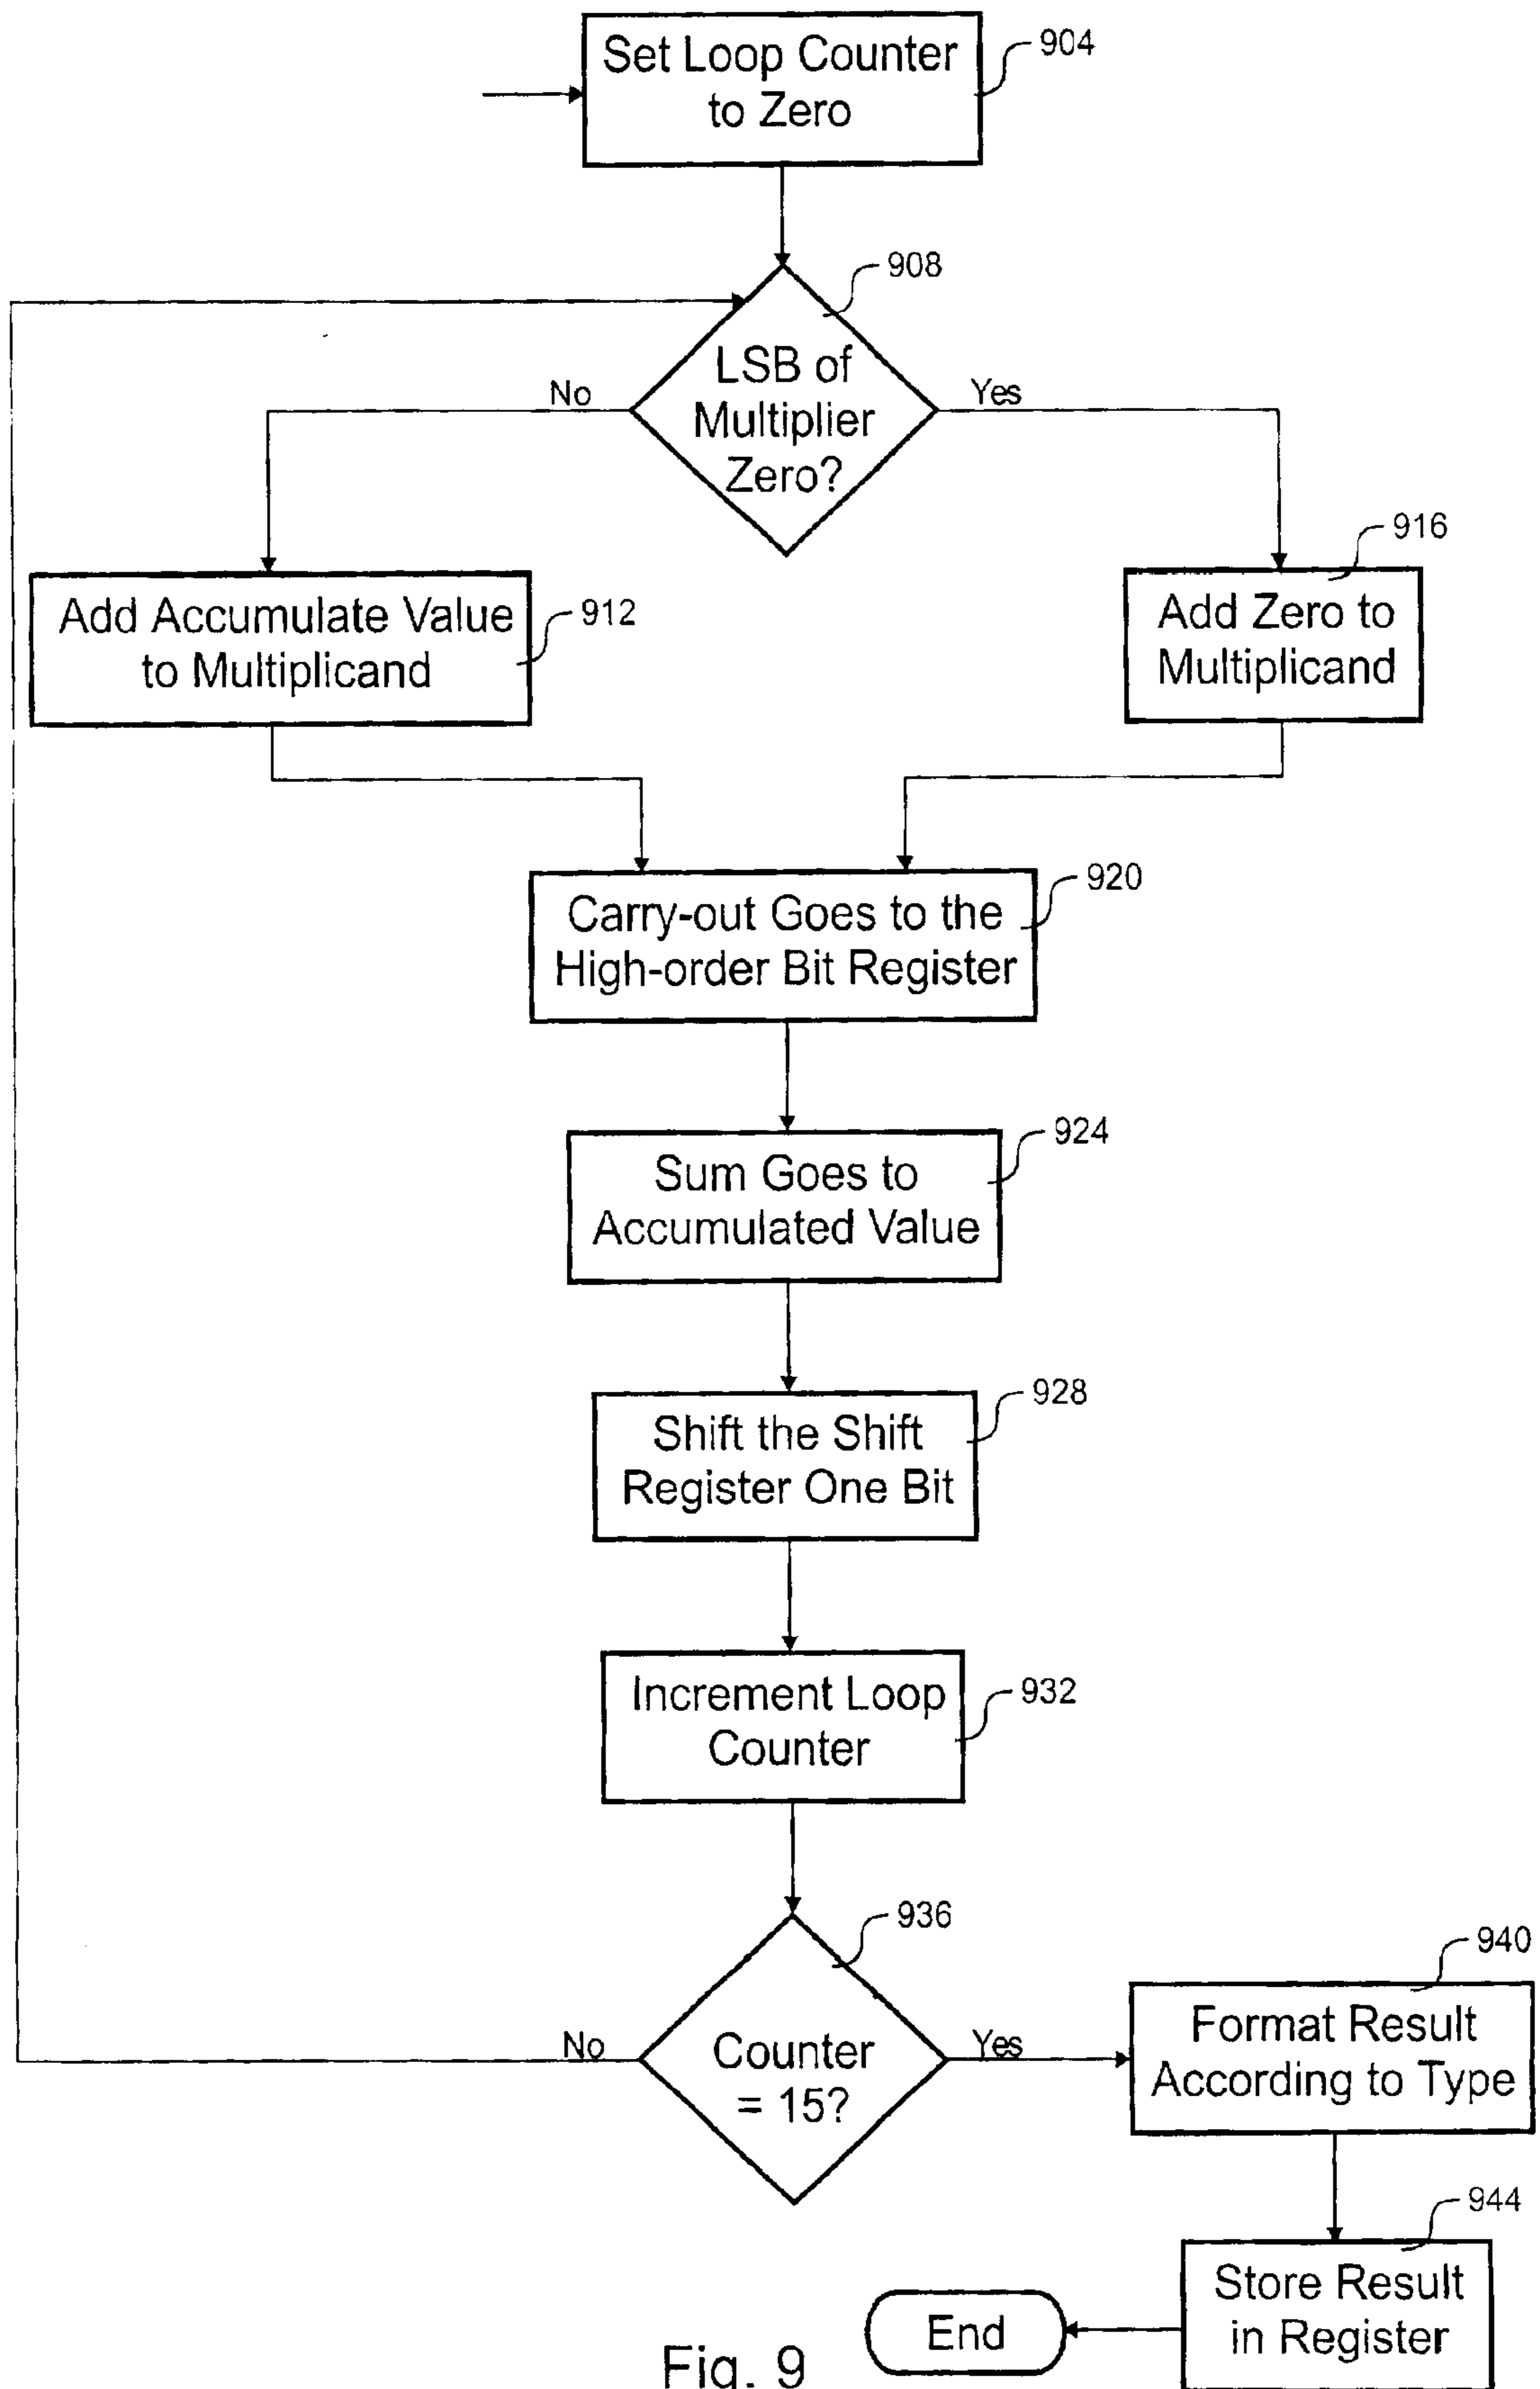 Set Loop Counter
to Zero
904
908
LSB of
Multiplier
Zero?
No
Yes
Add Accumulate Value
to Multiplicand
912
916
Add Zero to
Multiplicand
Carry-out Goes to the
High-order Bit Register
920
Sum Goes to
Accumulated Value
924
Shift the Shift
Register One Bit
928
Increment Loop
Counter
932
936
Counter
= 15?
No
Yes
940
Format Result
According to Type
944
Store Result
in Register
End
Fig. 9